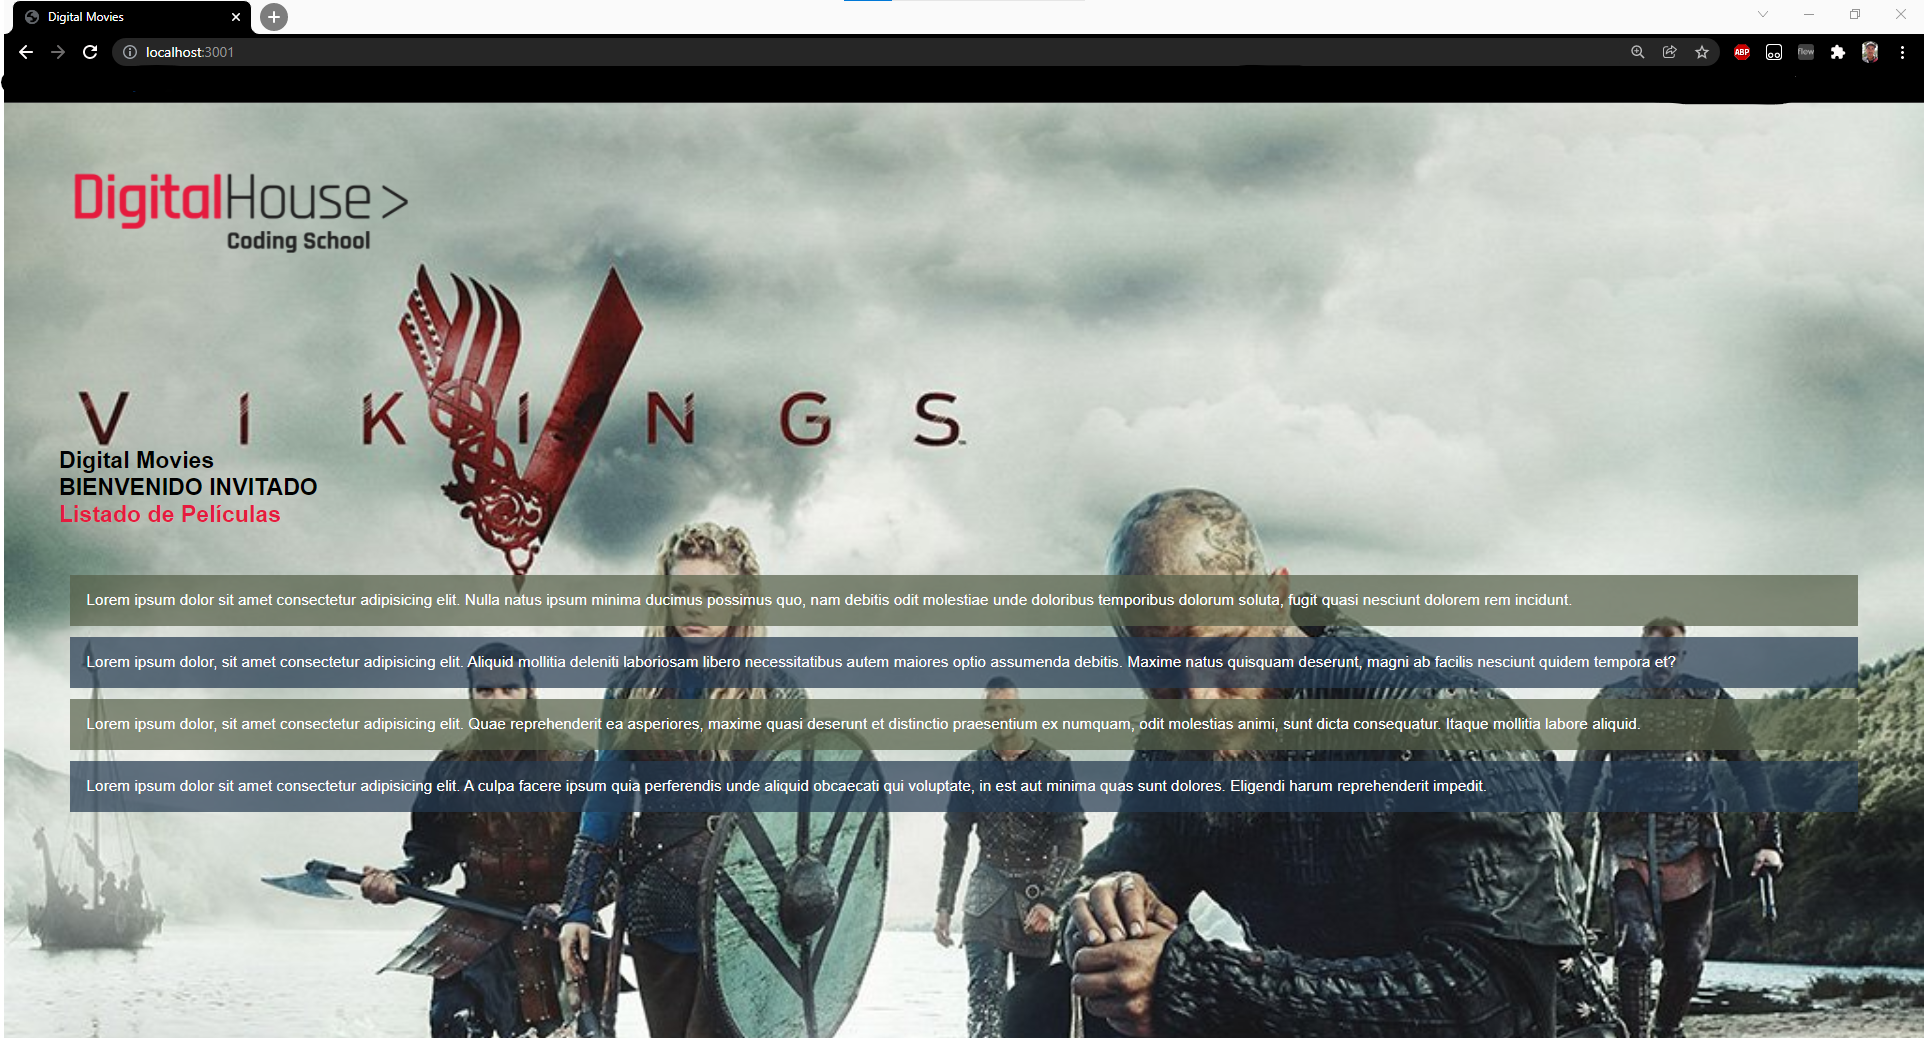 Digital Movies
localhost:3001
ABP
flow
DigitalHouse>
Coding School
VIKINGS
Digital Movies
BIENVENIDO INVITADO
Listado de Películas
Lorem ipsum dolor sit amet consectetur adipisicing elit. Nulla natus ipsum minima ducimus possimus quo, nam debitis odit molestiae unde doloribus temporibus dolorum soluta, fugit quasi nesciunt dolorem rem incidunt.
Lorem ipsum dolor, sit amet consectetur adipisicing elit. Aliquid mollitia deleniti laboriosam libero necessitatibus autem maiores optio assumenda debitis. Maxime natus quisquam deserunt, magni ab facilis nesciunt quidem tempora et?
Lorem ipsum dolor, sit amet consectetur adipisicing elit. Quae reprehenderit ea asperiores, maxime quasi deserunt et distinctio praesentium ex numquam, odit molestias animi, sunt dicta consequatur. Itaque mollitia labore aliquid.
Lorem ipsum dolor sit amet consectetur adipisicing elit. A culpa facere ipsum quia perferendis unde aliquid obcaecati qui voluptate, in est aut minima quas sunt dolores. Eligendi harum reprehenderit impedit.